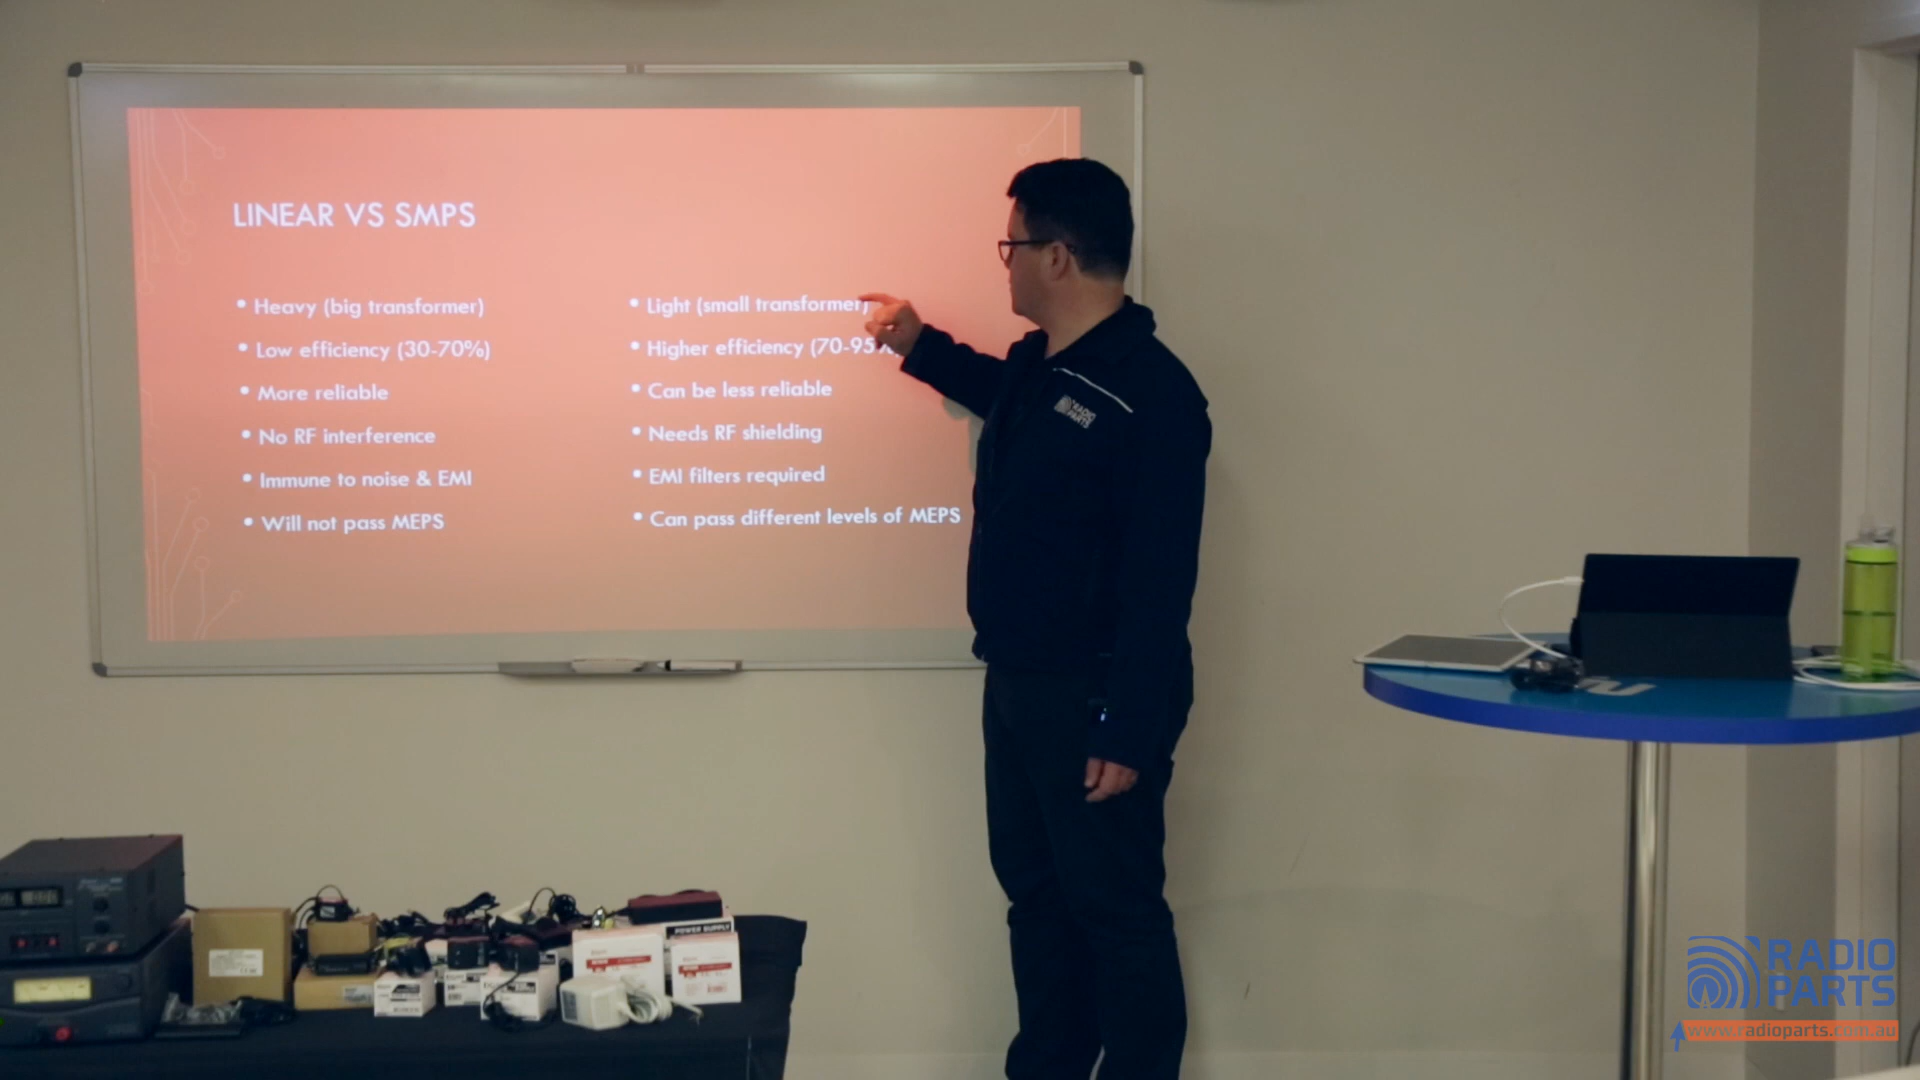 LINEAR VS SMPS
• Heavy (big transformer)
• Low efficiency (30-70%)
• More reliable
• No RF interference
• Immune to noise & EMI
• Will not pass MEPS
• Light (small transformer)
• Higher efficiency (70-95%
• Can be less reliable
• Needs RF shielding
• EMI filters required
• Can pass different levels of MEPS
RADIO
PARTS
POWER SUPPLY
RADIO
PARTS
www.radioparts.com.au